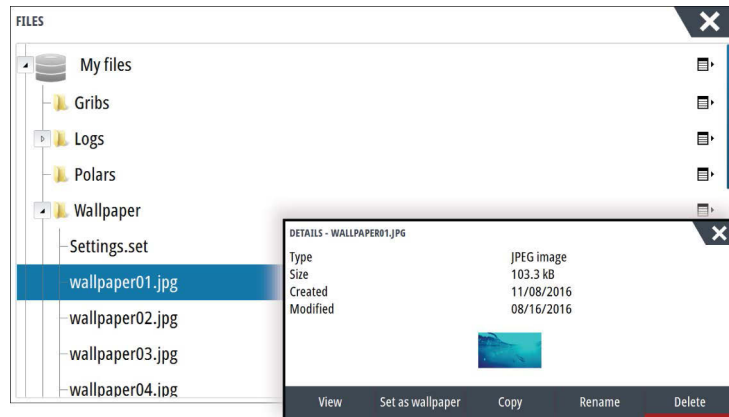 FILES
My files
Gribs
Logs
Polars
Wallpaper
Settings.set
wallpaper01.jpg
wallpaper02.jpg
wallpaper03.jpg
wallpaper04.jpg
DETAILS - WALLPAPER01.JPG
Type JPEG image
Size 103.3 kB
Created 11/08/2016
Modified 08/16/2016
View Set as wallpaper Copy Rename Delete